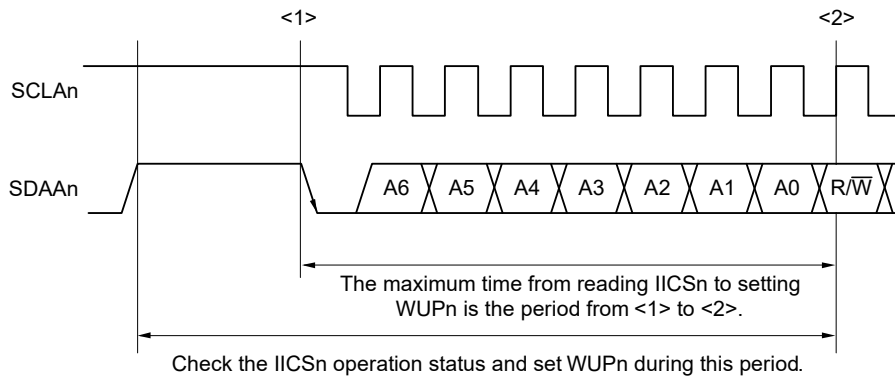 <1> <2>
SCLAn
SDAAn A6 A5 A4 A3 A2 A1 A0 R/W̅
The maximum time from reading IICSn to setting
WUPn is the period from <1> to <2>.
Check the IICSn operation status and set WUPn during this period.